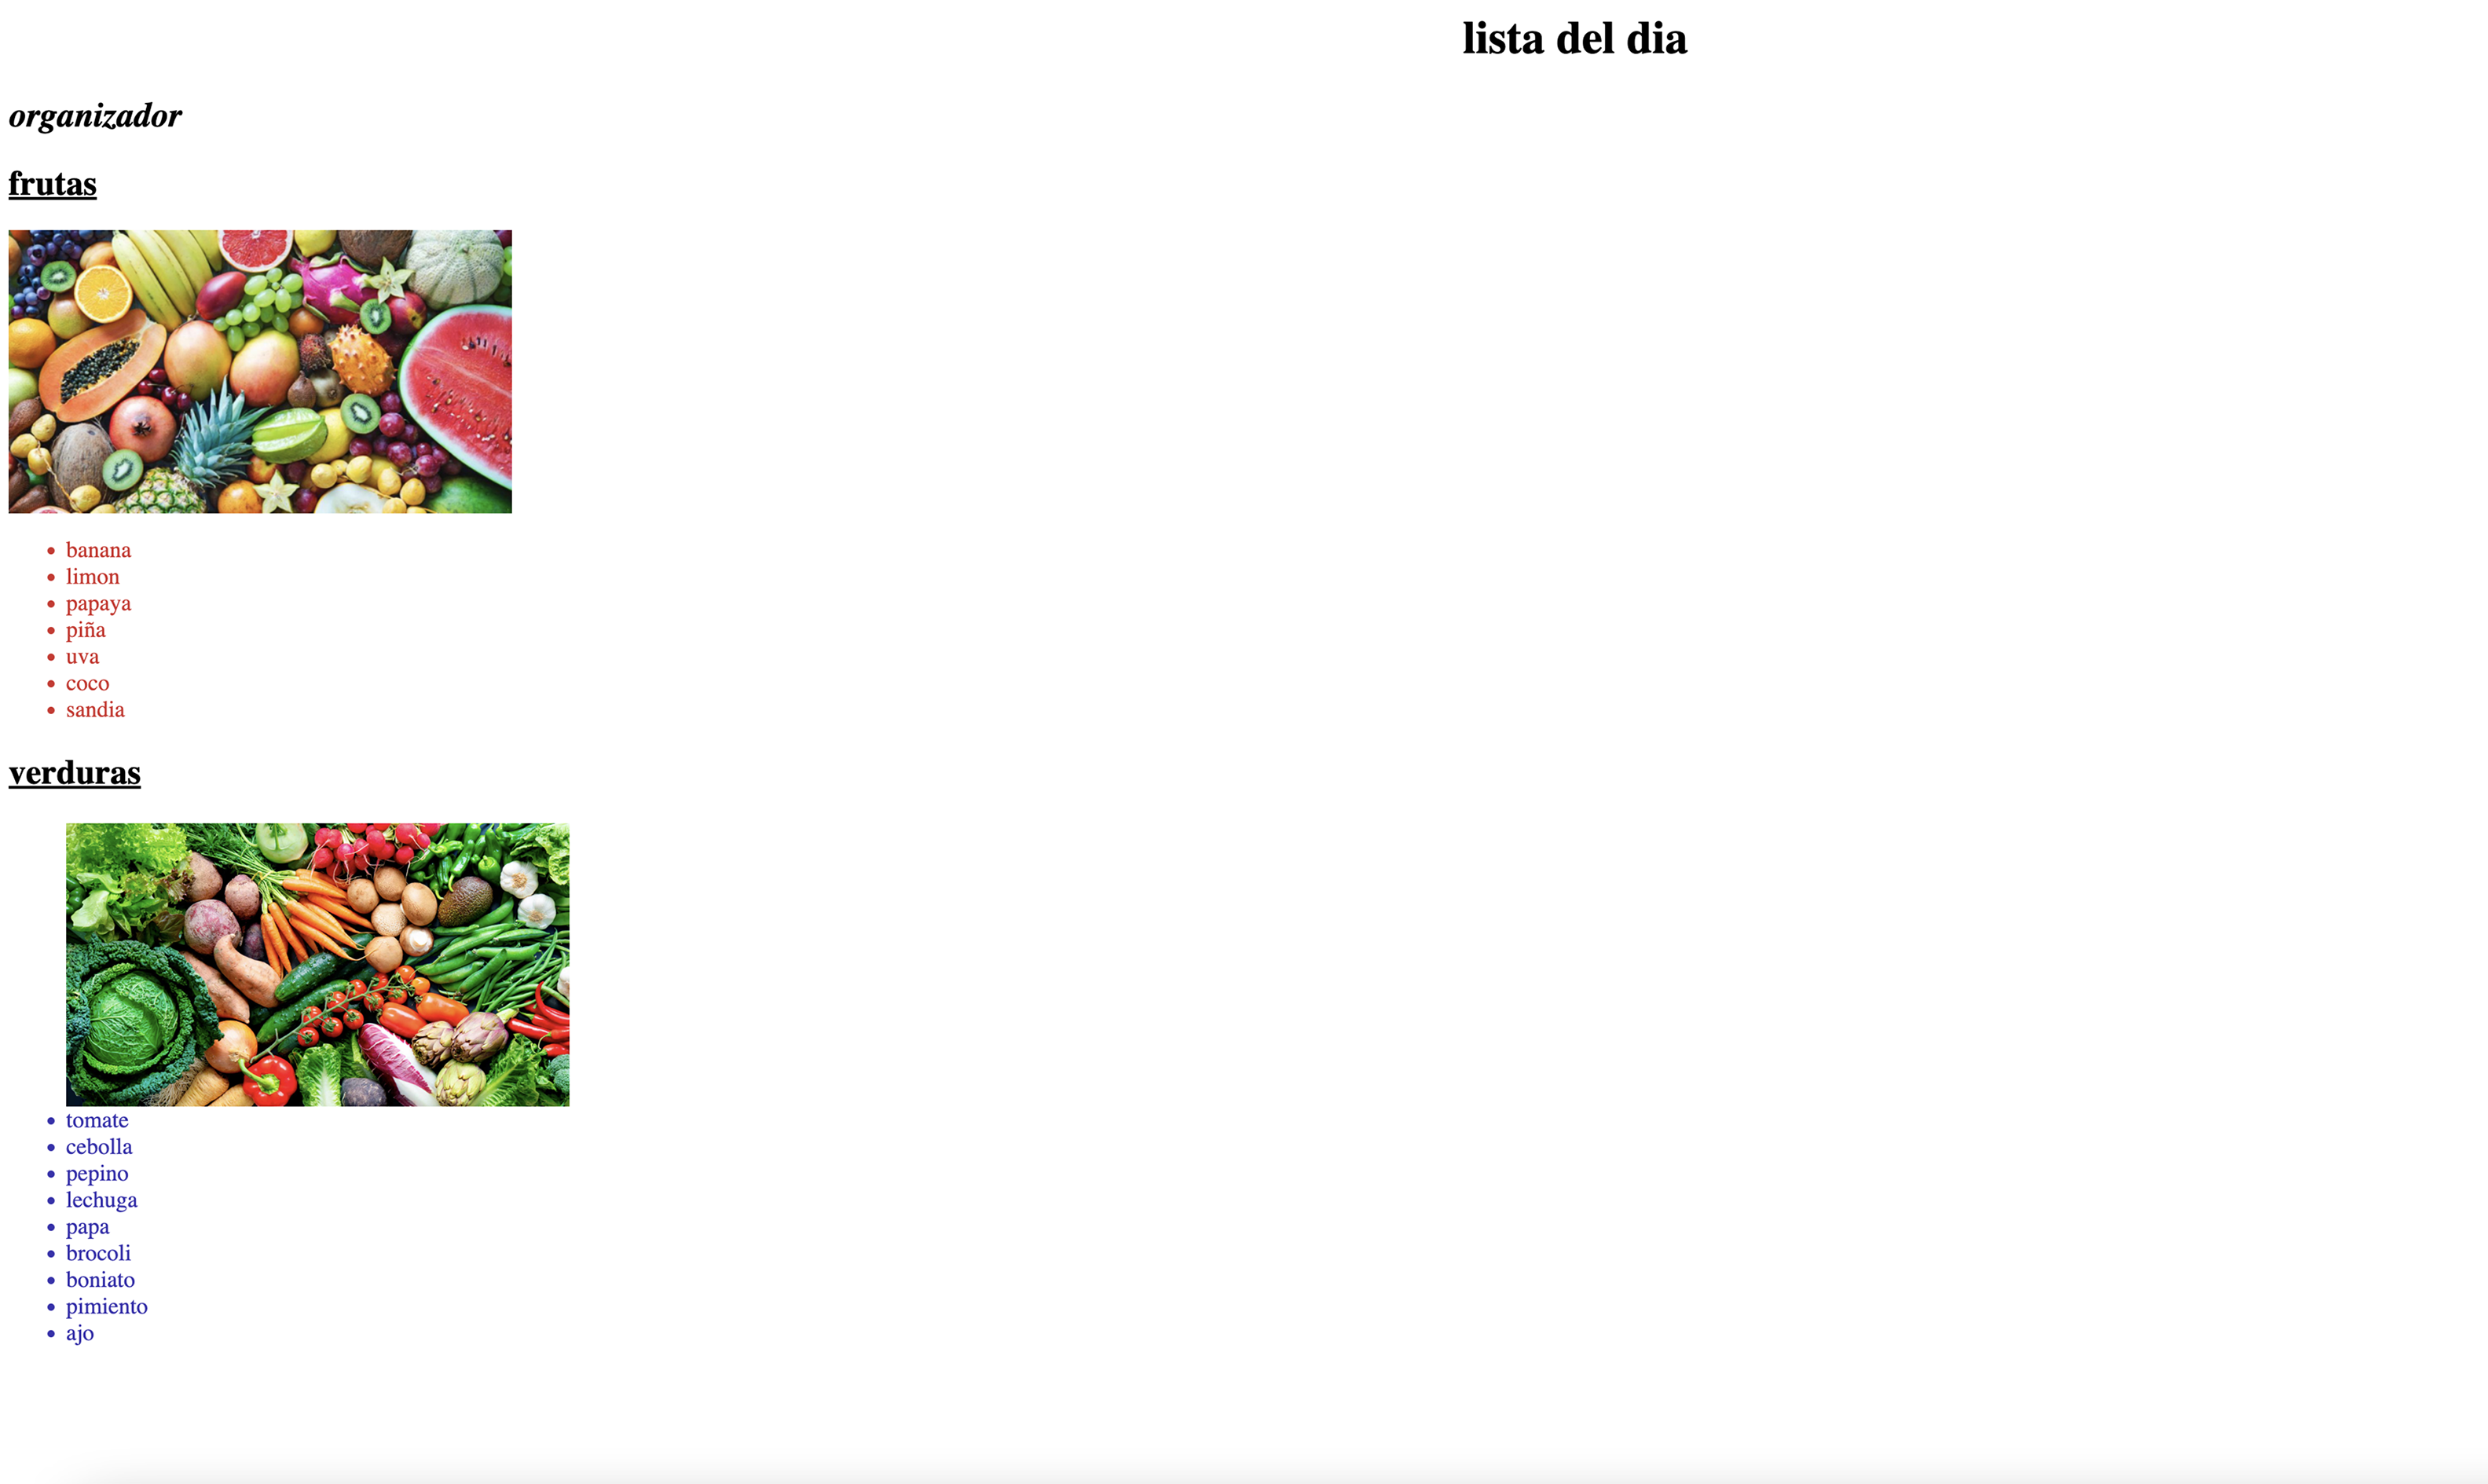 lista del dia
organizador
frutas
banana
limon
papaya
piña
uva
coco
sandia
verduras
tomate
cebolla
pepino
lechuga
papa
brocoli
boniato
pimiento
ajo